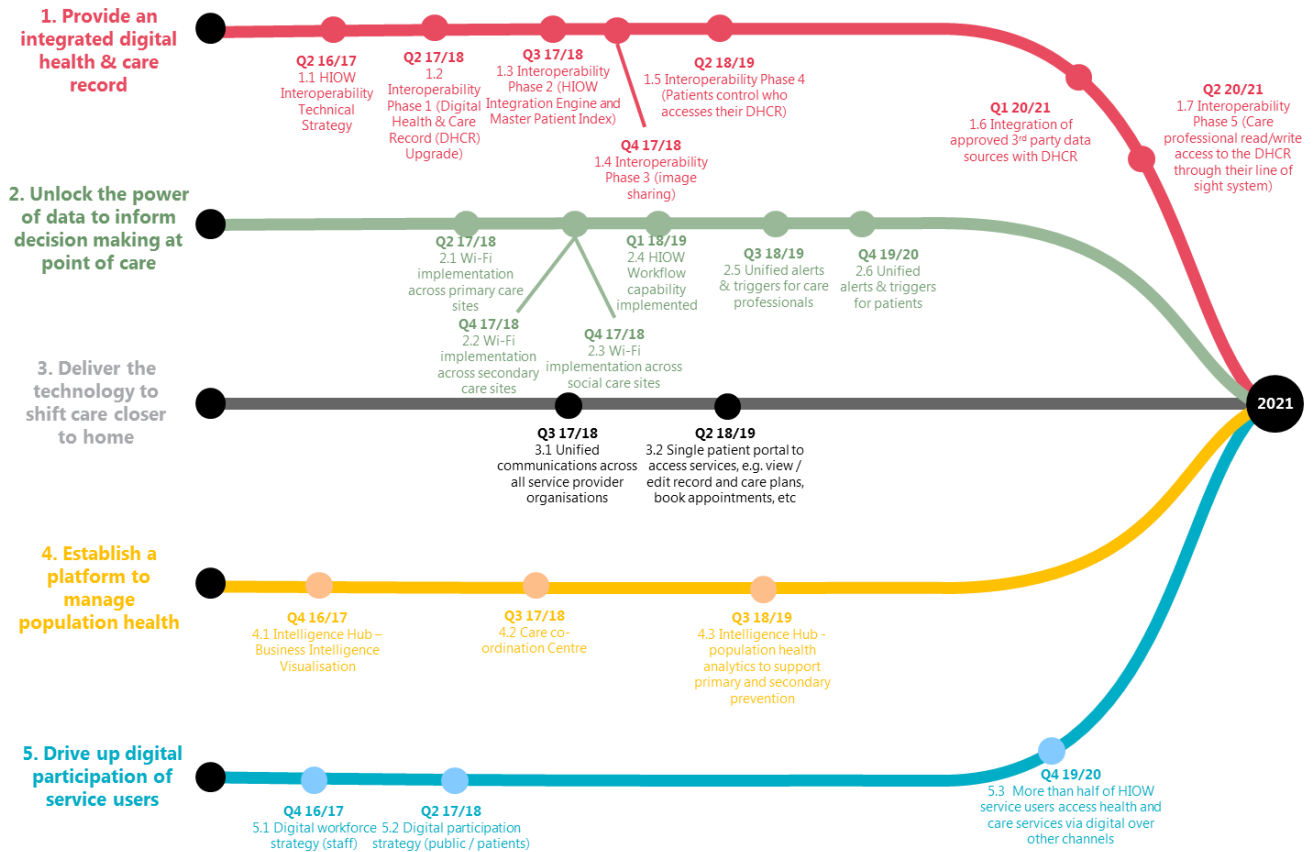 1. Provide an
integrated digital
health & care
record
Q2 16/17
1.1 HIOW
Interoperability
Technical
Strategy
Q2 17/18
1.2
Interoperability
Phase 1 (Digital
Health & Care
Record (DHCR)
Upgrade)
Q3 17/18
1.3 Interoperability
Phase 2 (HIOW
Integration Engine and
Master Patient Index)
Q4 17/18
1.4 Interoperability
Phase 3 (image
sharing)
Q2 18/19
1.5 Interoperability Phase 4
(Patients control who
accesses their DHCR)
Q1 20/21
1.6 Integration of
approved 3rd party data
sources with DHCR
Q2 20/21
1.7 Interoperability
Phase 5 (Care
professional read/write
access to the DHCR
through their line of
sight system)
2. Unlock the power
of data to inform
decision making at
point of care
Q2 17/18
2.1 Wi-Fi
implementation
across primary care
sites
Q4 17/18
2.2 Wi-Fi
implementation
across secondary
care sites
Q4 17/18
2.3 Wi-Fi
implementation across
social care sites
Q1 18/19
2.4 HIOW
Workflow
capability
implemented
Q3 18/19
2.5 Unified alerts
& triggers for care
professionals
Q4 19/20
2.6 Unified
alerts & triggers
for patients
3. Deliver the
technology to
shift care closer
to home
Q3 17/18
3.1 Unified
communications across
all service provider
organisations
Q2 18/19
3.2 Single patient portal to
access services, e.g. view /
edit record and care plans,
book appointments, etc
2021
4. Establish a
platform to
manage
population health
Q4 16/17
4.1 Intelligence Hub –
Business Intelligence
Visualisation
Q3 17/18
4.2 Care co-
ordination Centre
Q3 18/19
4.3 Intelligence Hub -
population health
analytics to support
primary and secondary
prevention
5. Drive up digital
participation of
service users
Q4 16/17
5.1 Digital workforce
strategy (staff)
Q2 17/18
5.2 Digital participation
strategy (public / patients)
Q4 19/20
5.3 More than half of HIOW
service users access health and
care services via digital over
other channels